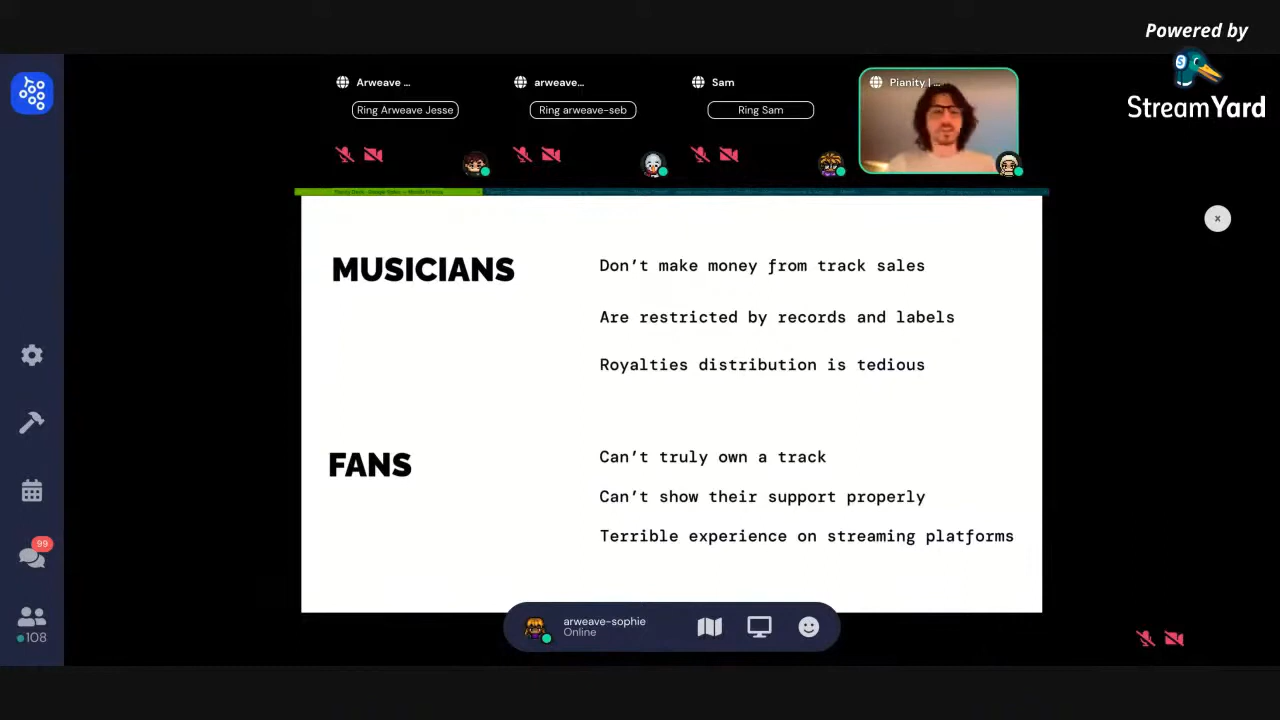 Powered by
StreamYard
Arweave ...
arweave...
Sam
Pianity | ...
Ring Arweave Jesse
Ring arweave-seb
Ring Sam
MUSICIANS
Don't make money from track sales
Are restricted by records and labels
Royalties distribution is tedious
FANS
Can't truly own a track
Can't show their support properly
Terrible experience on streaming platforms
99
108
arweave-sophie
Online